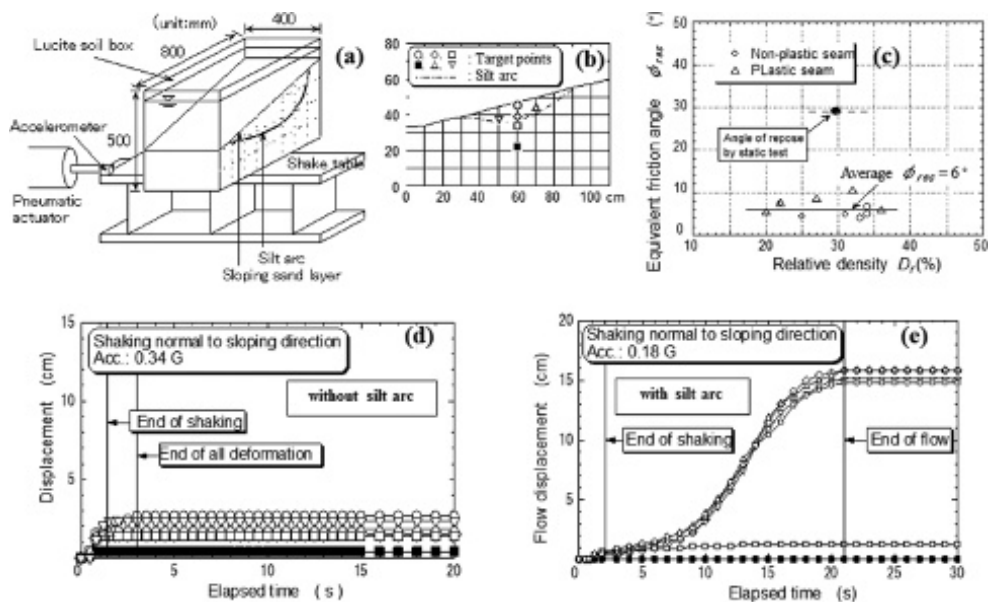 (unit:mm)
400
800
Lucite soil box
(a)
500
Accelerometer
Shake table
Pneumatic
actuator
Silt arc
Sloping sand layer
80
60
40
20
0
0
20
40
60
80
100
cm
: Target points
: Silt arc
(b)
Equivalent friction angle ϕres (°)
50
40
30
20
10
0
Non-plastic seam
PLastic seam
(c)
Angle of repose
by static test
Average ϕres=6°
10
20
30
40
50
Relative density Dr(%)
Displacement (cm)
15
10
5
Shaking normal to sloping direction
Acc.: 0.34 G
(d)
without silt arc
End of shaking
End of all deformation
0
5
10
15
20
Elapsed time (s)
Flow displacement (cm)
20
15
10
5
0
Shaking normal to sloping direction
Acc.: 0.18 G
(e)
with silt arc
End of shaking
End of flow
0
5
10
15
20
25
30
Elapsed time (s)